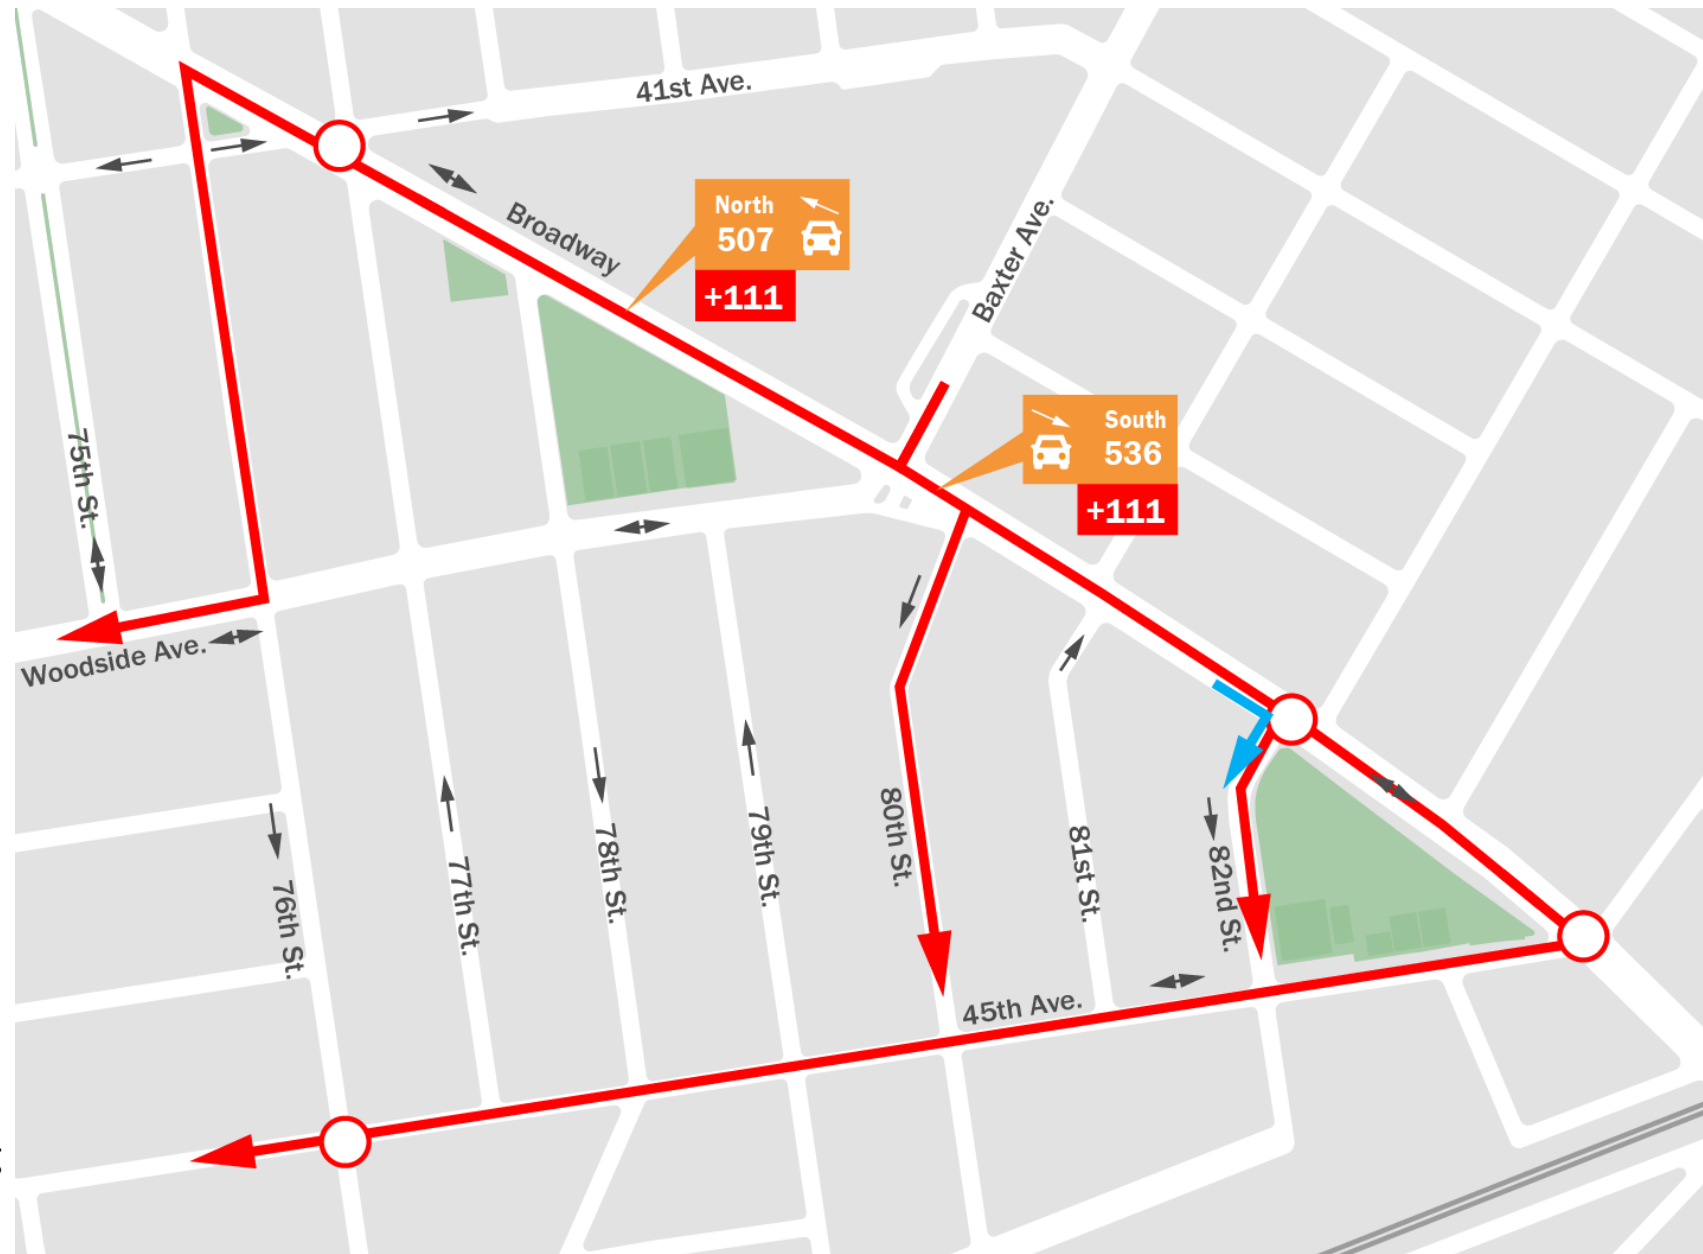 41st Ave.
Broadway
North
507
+111
Baxter Ave.
South
536
+111
75th St.
Woodside Ave.
76th St.
77th St.
78th St.
79th St.
80th St.
81st St.
82nd St.
45th Ave.